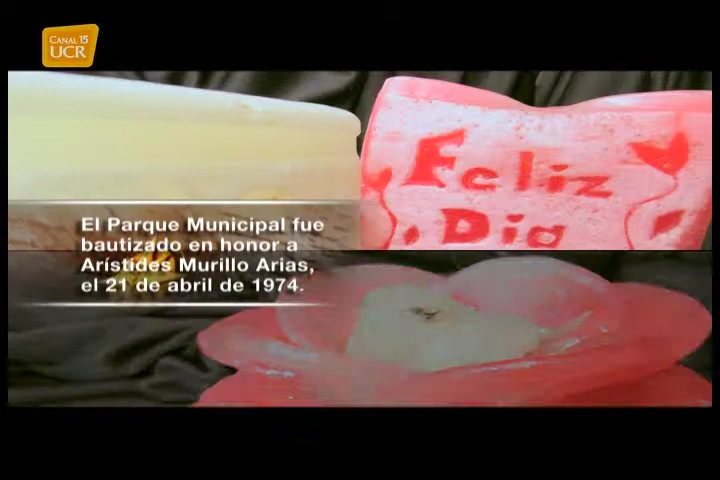 CANAL 15
UCR
Feliz
Dia
El Parque Municipal fue
bautizado en honor a
Arístides Murillo Arias,
el 21 de abril de 1974.